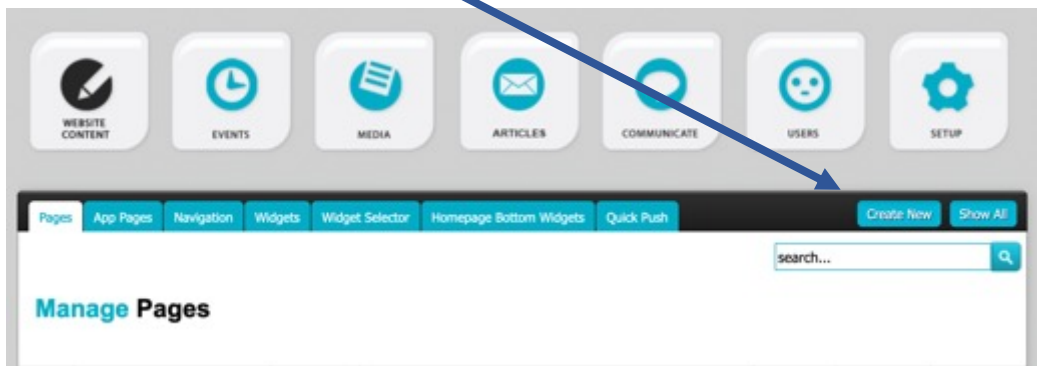 WEBSITE
CONTENT
EVENTS
MEDIA
ARTICLES
COMMUNICATE
USERS
SETUP
Pages App Pages Navigation Widgets Widget Selector Homepage Bottom Widgets Quick Push Create New Show All
search...
Manage Pages